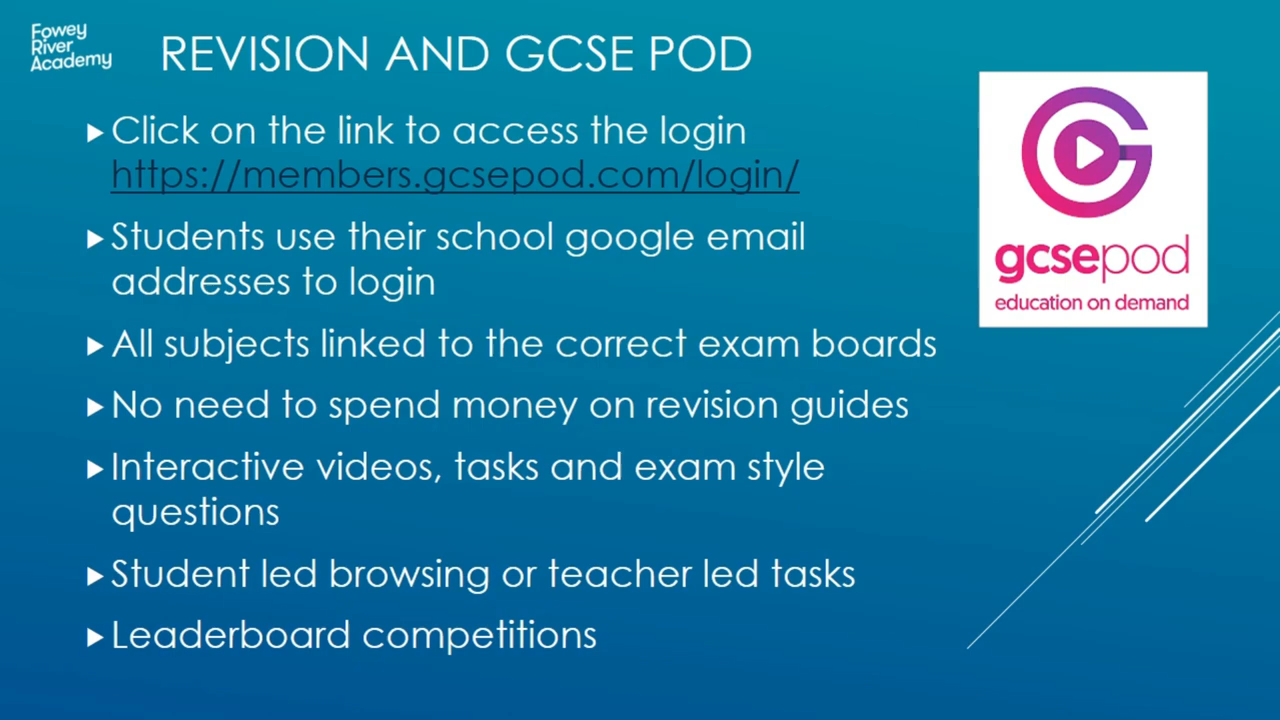 Fowey
River
Academy
REVISION AND GCSE POD
Click on the link to access the login
https://members.gcsepod.com/login/
Students use their school google email
addresses to login
All subjects linked to the correct exam boards
No need to spend money on revision guides
Interactive videos, tasks and exam style
questions
Student led browsing or teacher led tasks
Leaderboard competitions
gcsepod
education on demand